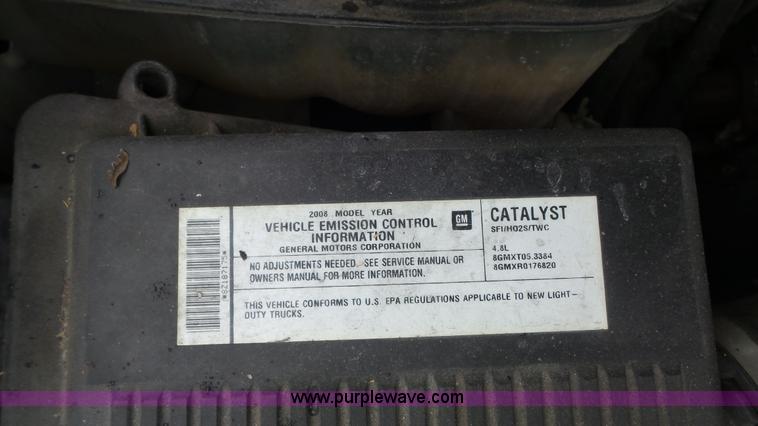 2008 MODEL YEAR
VEHICLE EMISSION CONTROL
INFORMATION
GENERAL MOTORS CORPORATION
GM
NO ADJUSTMENTS NEEDED. SEE SERVICE MANUAL OR
OWNERS MANUAL FOR MORE INFORMATION.
THIS VEHICLE CONFORMS TO U.S. EPA REGULATIONS APPLICABLE TO NEW LIGHT-
DUTY TRUCKS.
CATALYST
SFI/HO2S/TWC
4.8L
8GMXT05.3384
8GMXR0176820
*8Z187175*
www.purplewave.com